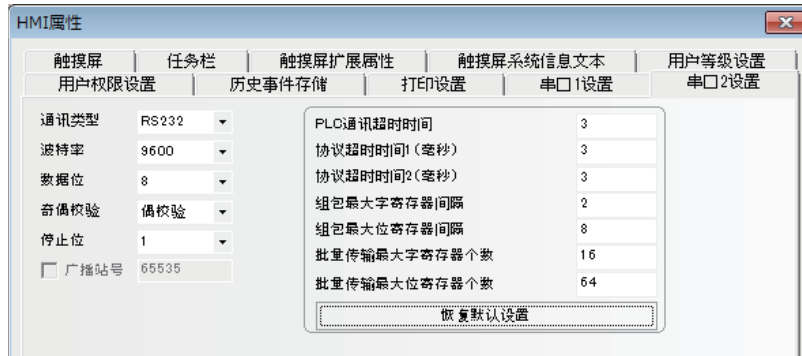 HMI属性
触摸屏 任务栏 触摸屏扩展属性 触摸屏系统信息文本 用户等级设置
用户权限设置 历史事件存储 打印设置 串口1设置 串口2设置
通讯类型 RS232
波特率 9600
数据位 8
奇偶校验 偶校验
停止位 1
广播站号 65535
PLC通讯超时时间 3
协议超时时间1(毫秒) 3
协议超时时间2(毫秒) 3
组包最大字寄存器间隔 2
组包最大位寄存器间隔 8
批量传输最大字寄存器个数 16
批量传输最大位寄存器个数 64
恢复默认设置